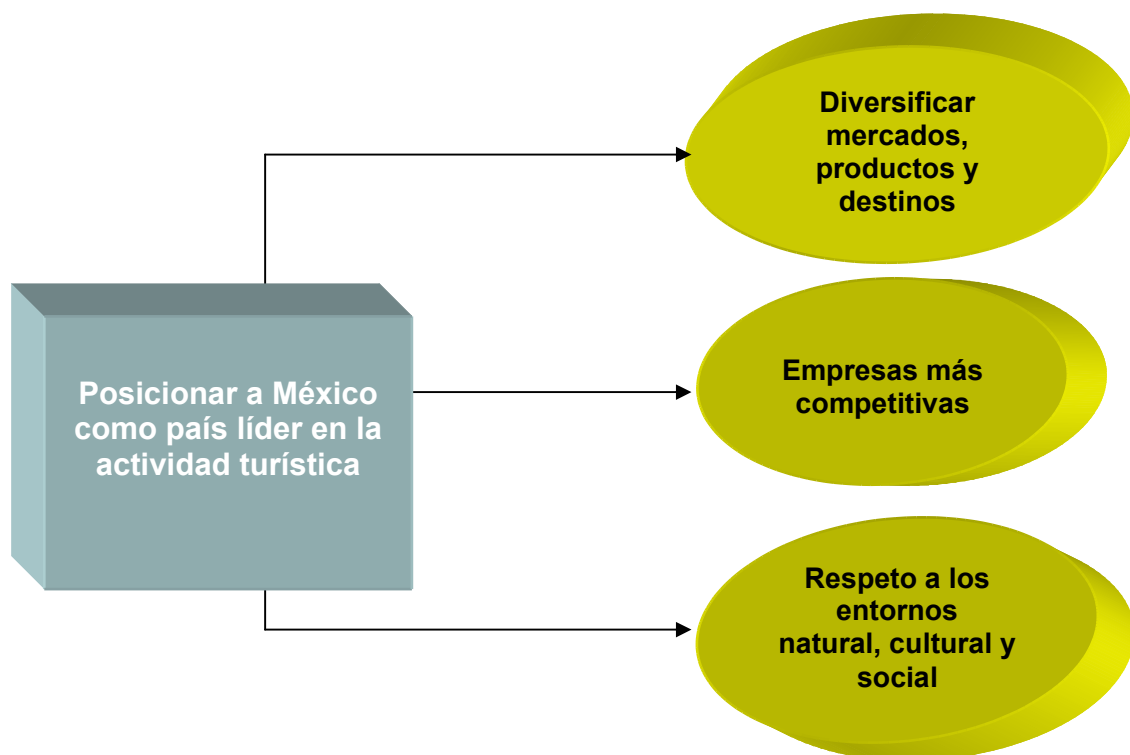 Diversificar
mercados,
productos y
destinos
Posicionar a México
como país líder en la
actividad turística
Empresas más
competitivas
Respeto a los
entornos
natural, cultural y
social